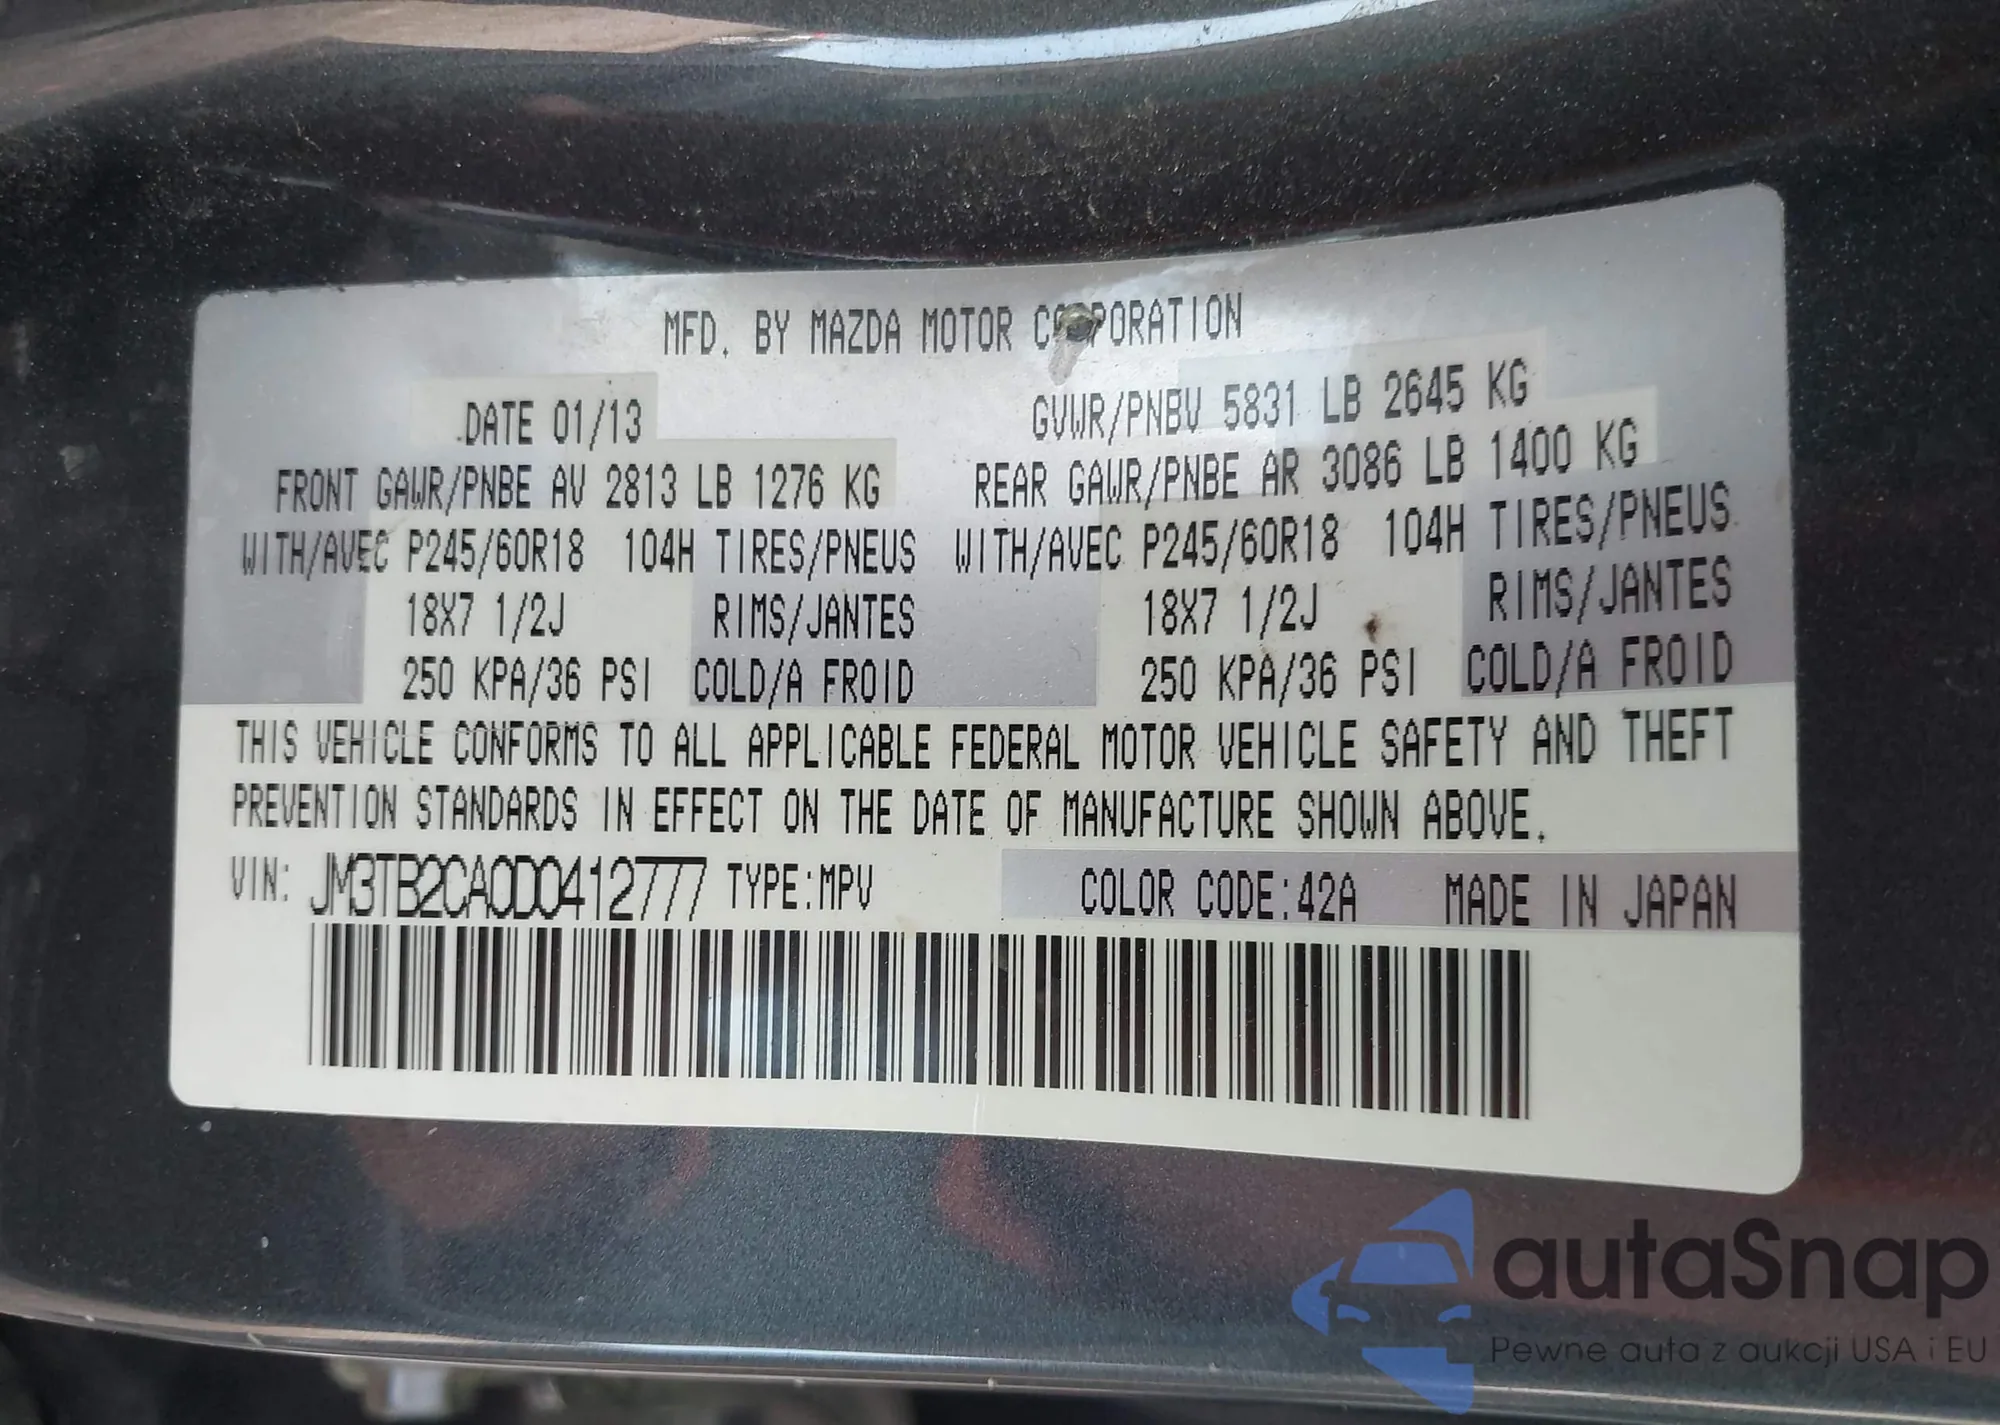 MFD. BY MAZDA MOTOR CORPORATION
DATE 01/13 GVWR/PNBV 5831 LB 2645 KG
FRONT GAWR/PNBE AV 2813 LB 1276 KG REAR GAWR/PNBE AR 3086 LB 1400 KG
WITH/AVEC P245/60R18 104H TIRES/PNEUS WITH/AVEC P245/60R18 104H TIRES/PNEUS
18X7 1/2J RIMS/JANTES 18X7 1/2J RIMS/JANTES
250 KPA/36 PSI COLD/A FROID 250 KPA/36 PSI COLD/A FROID
THIS VEHICLE CONFORMS TO ALL APPLICABLE FEDERAL MOTOR VEHICLE SAFETY AND THEFT
PREVENTION STANDARDS IN EFFECT ON THE DATE OF MANUFACTURE SHOWN ABOVE.
VIN: JM3TB2CA0D0412777 TYPE:MPV COLOR CODE:42A MADE IN JAPAN
autaSnap
Pewne auta z aukcji USA i EU